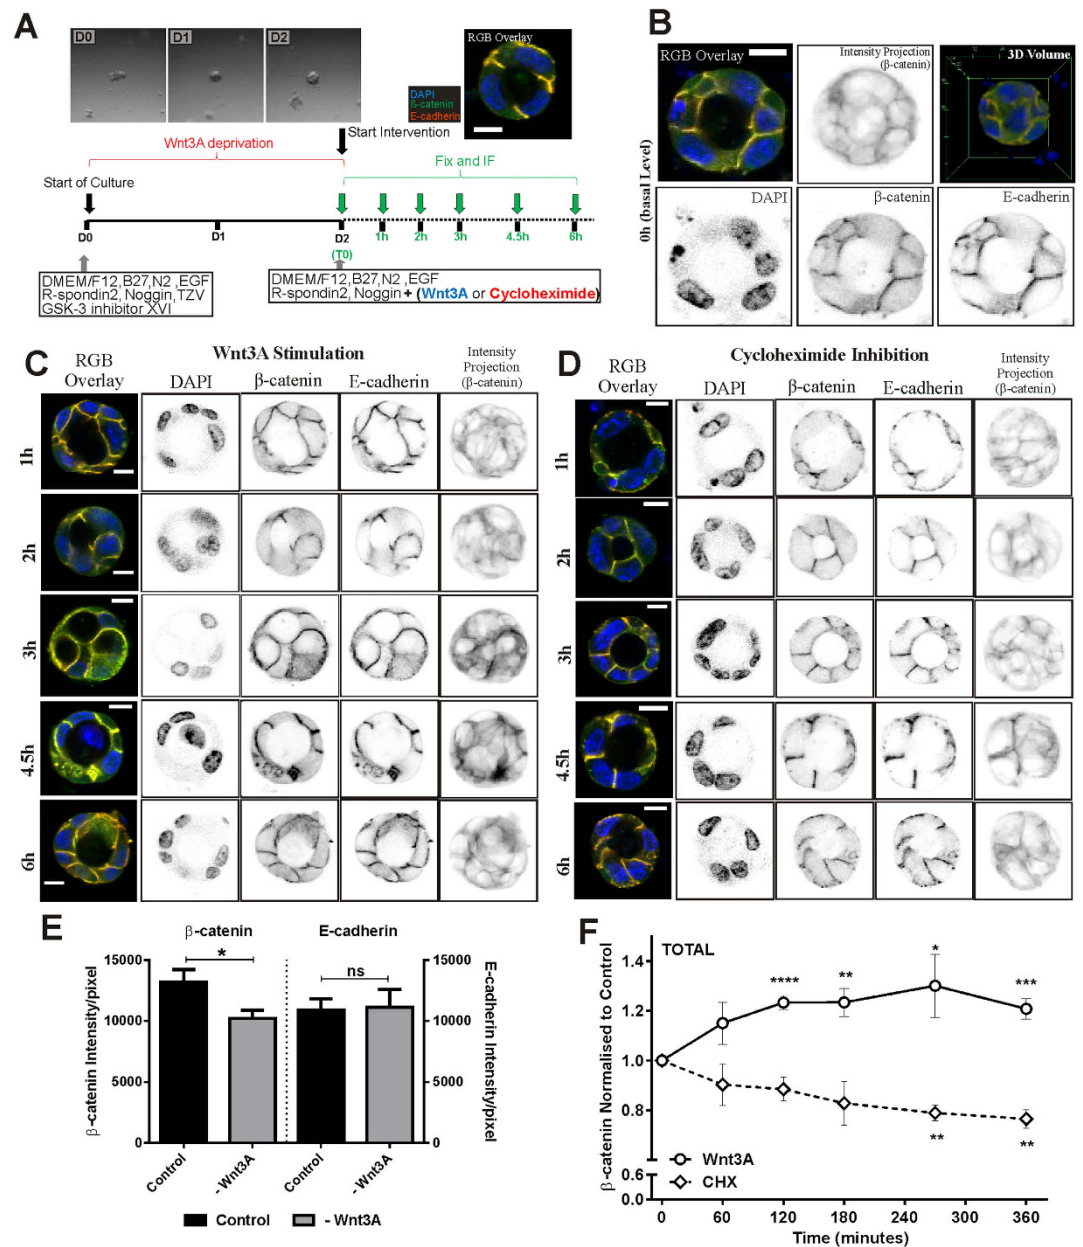 A
D0
D1
D2
RGB Overlay
DAPI
ß-catenin
E-cadherin
Start Intervention
Wnt3A deprivation
Fix and IF
Start of Culture
D0
D1
D2
(T0)
1h
2h
3h
4.5h
6h
DMEM/F12,B27,N2 ,EGF
R-spondin2, Noggin,TZV
GSK-3 inhibitor XVI
DMEM/F12,B27,N2 ,EGF
R-spondin2, Noggin + (Wnt3A or Cycloheximide)
B
0h (basal Level)
RGB Overlay
Intensity Projection
(β-catenin)
3D Volume
DAPI
β-catenin
E-cadherin
C
Wnt3A Stimulation
RGB
Overlay
DAPI
β-catenin
E-cadherin
Intensity
Projection
(β-catenin)
1h
2h
3h
4.5h
6h
D
Cycloheximide Inhibition
RGB
Overlay
DAPI
β-catenin
E-cadherin
Intensity
Projection
(β-catenin)
1h
2h
3h
4.5h
6h
E
β-catenin
E-cadherin
*
ns
β-catenin Intensity/pixel
15000
10000
5000
0
15000
10000
5000
0
E-cadherin Intensity/pixel
Control
- Wnt3A
Control
- Wnt3A
Control
- Wnt3A
F
TOTAL
β-catenin Normalised to Control
1.4
1.2
1.0
0.8
0.6
0.0
****
**
*
***
**
**
Wnt3A
CHX
0
60
120
180
240
300
360
Time (minutes)